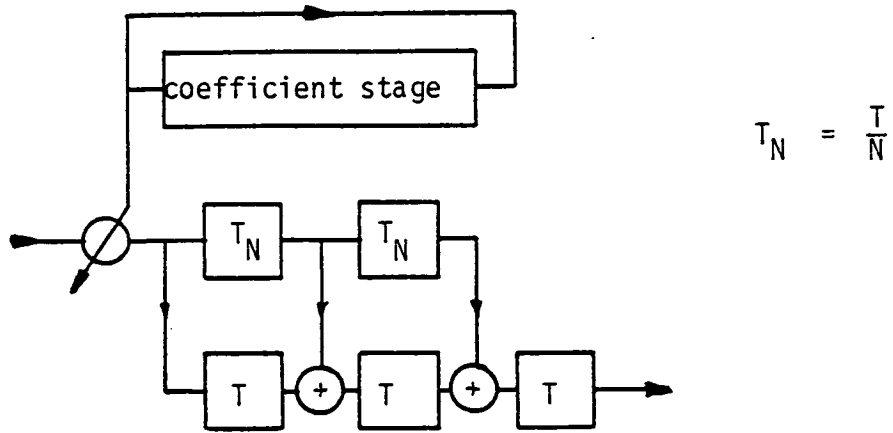 coefficient stage
T_N = T/N
T_N T_N
T + T + T